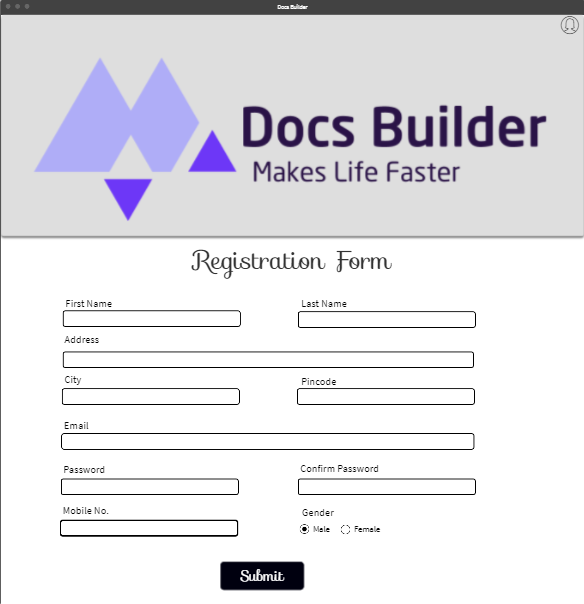 Docs Builder
Docs Builder
Makes Life Faster
Registration Form
First Name Last Name
Address
City Pincode
Email
Password Confirm Password
Mobile No. Gender
Male Female
Submit